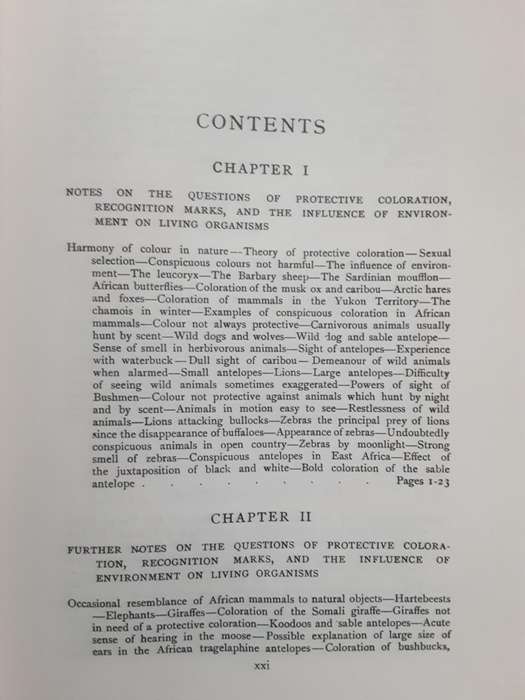 CONTENTS
CHAPTER I
NOTES ON THE QUESTIONS OF PROTECTIVE COLORATION,
RECOGNITION MARKS, AND THE INFLUENCE OF ENVIRON-
MENT ON LIVING ORGANISMS
Harmony of colour in nature—Theory of protective coloration—Sexual
selection—Conspicuous colours not harmful—The influence of environ-
ment—The leucoryx—The Barbary sheep—The Sardinian moufflon—
African butterflies—Coloration of the musk ox and caribou—Arctic hares
and foxes—Coloration of mammals in the Yukon Territory—The
chamois in winter—Examples of conspicuous coloration in African
mammals—Colour not always protective—Carnivorous animals usually
hunt by scent—Wild dogs and wolves—Wild dog and sable antelope—
Sense of smell in herbivorous animals—Sight of antelopes—Experience
with waterbuck—Dull sight of caribou—Demeanour of wild animals
when alarmed—Small antelopes—Lions—Large antelopes—Difficulty
of seeing wild animals sometimes exaggerated—Powers of sight of
Bushmen—Colour not protective against animals which hunt by night
and by scent—Animals in motion easy to see—Restlessness of wild
animals—Lions attacking bullocks—Zebras the principal prey of lions
since the disappearance of buffaloes—Appearance of zebras—Undoubtedly
conspicuous animals in open country—Zebras by moonlight—Strong
smell of zebras—Conspicuous antelopes in East Africa—Effect of
the juxtaposition of black and white—Bold coloration of the sable
antelope . . . . . . . . . Pages 1-23
CHAPTER II
FURTHER NOTES ON THE QUESTIONS OF PROTECTIVE COLORA-
TION, RECOGNITION MARKS, AND THE INFLUENCE OF
ENVIRONMENT ON LIVING ORGANISMS
Occasional resemblance of African mammals to natural objects—Hartebeests
—Elephants—Giraffes—Coloration of the Somali giraffe—Giraffes not
in need of a protective coloration—Koodoos and sable antelopes—Acute
sense of hearing in the moose—Possible explanation of large size of
ears in the African tragelaphine antelopes—Coloration of bushbucks,
xxi